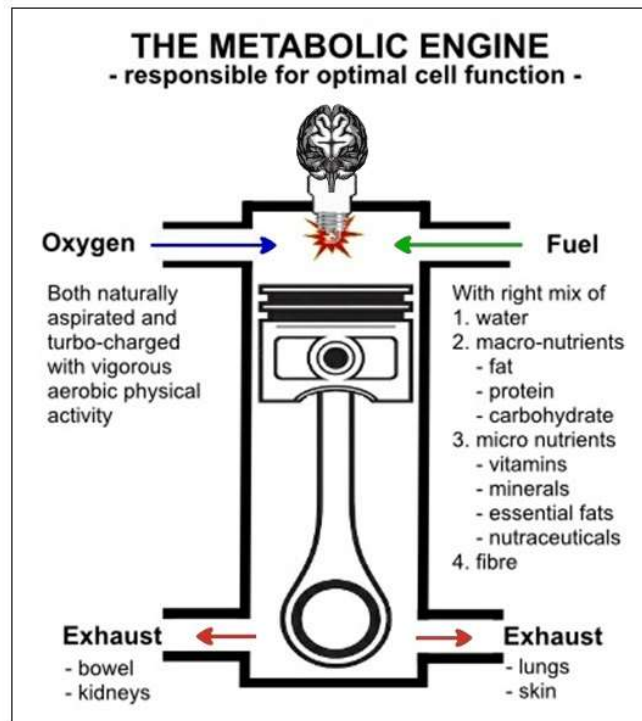 THE METABOLIC ENGINE
- responsible for optimal cell function -
Oxygen
Both naturally
aspirated and
turbo-charged
with vigorous
aerobic physical
activity
Fuel
With right mix of
1. water
2. macro-nutrients
- fat
- protein
- carbohydrate
3. micro nutrients
- vitamins
- minerals
- essential fats
- nutraceuticals
4. fibre
Exhaust
- bowel
- kidneys
Exhaust
- lungs
- skin